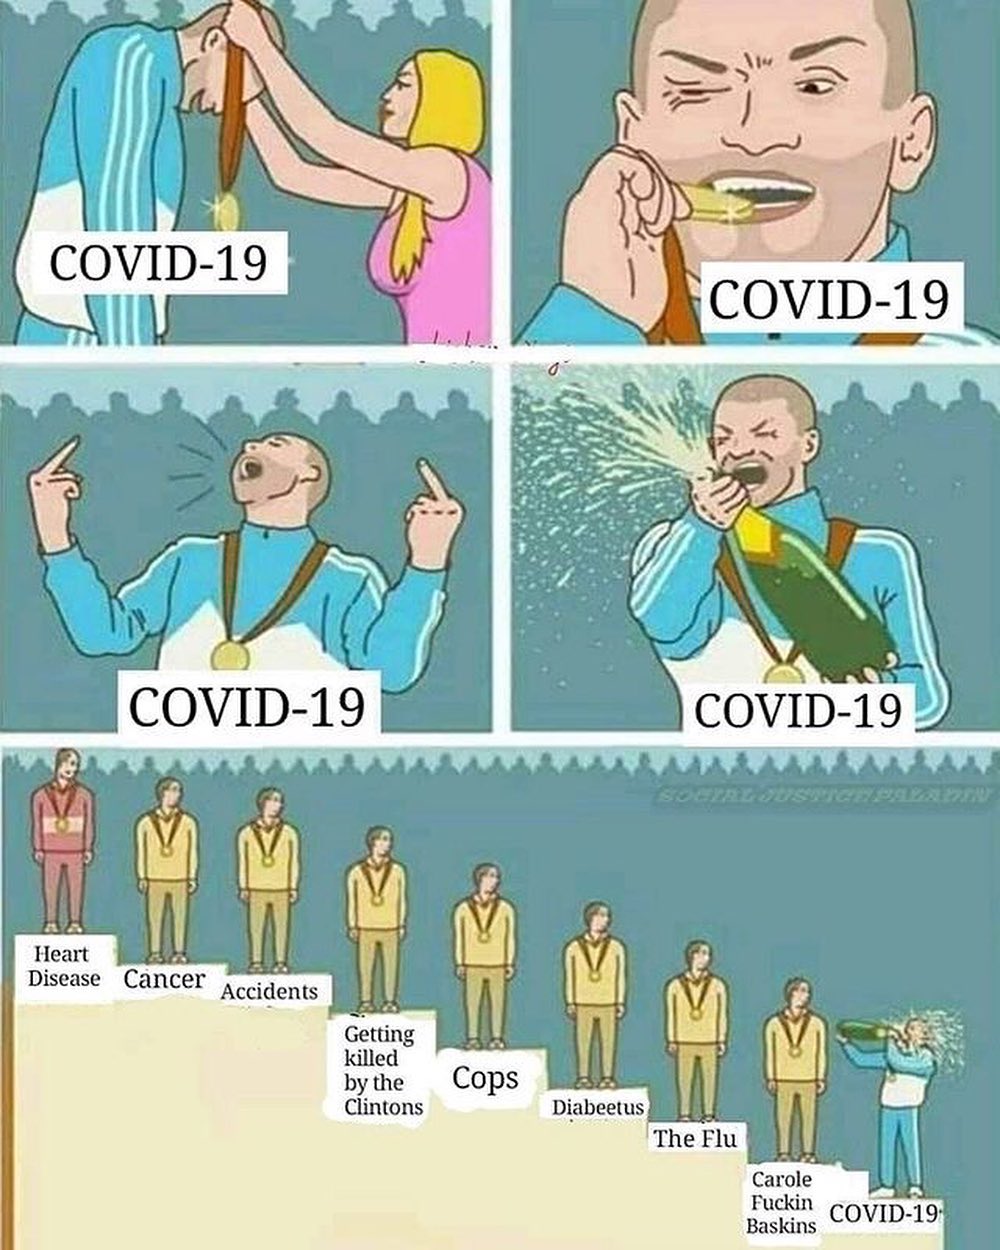 COVID-19
COVID-19
COVID-19
COVID-19
SOCIAL JUSTICE PALADIN
Heart
Disease
Cancer
Accidents
Getting
killed
by the
Clintons
Cops
Diabeetus
The Flu
Carole
Fuckin
Baskins
COVID-19